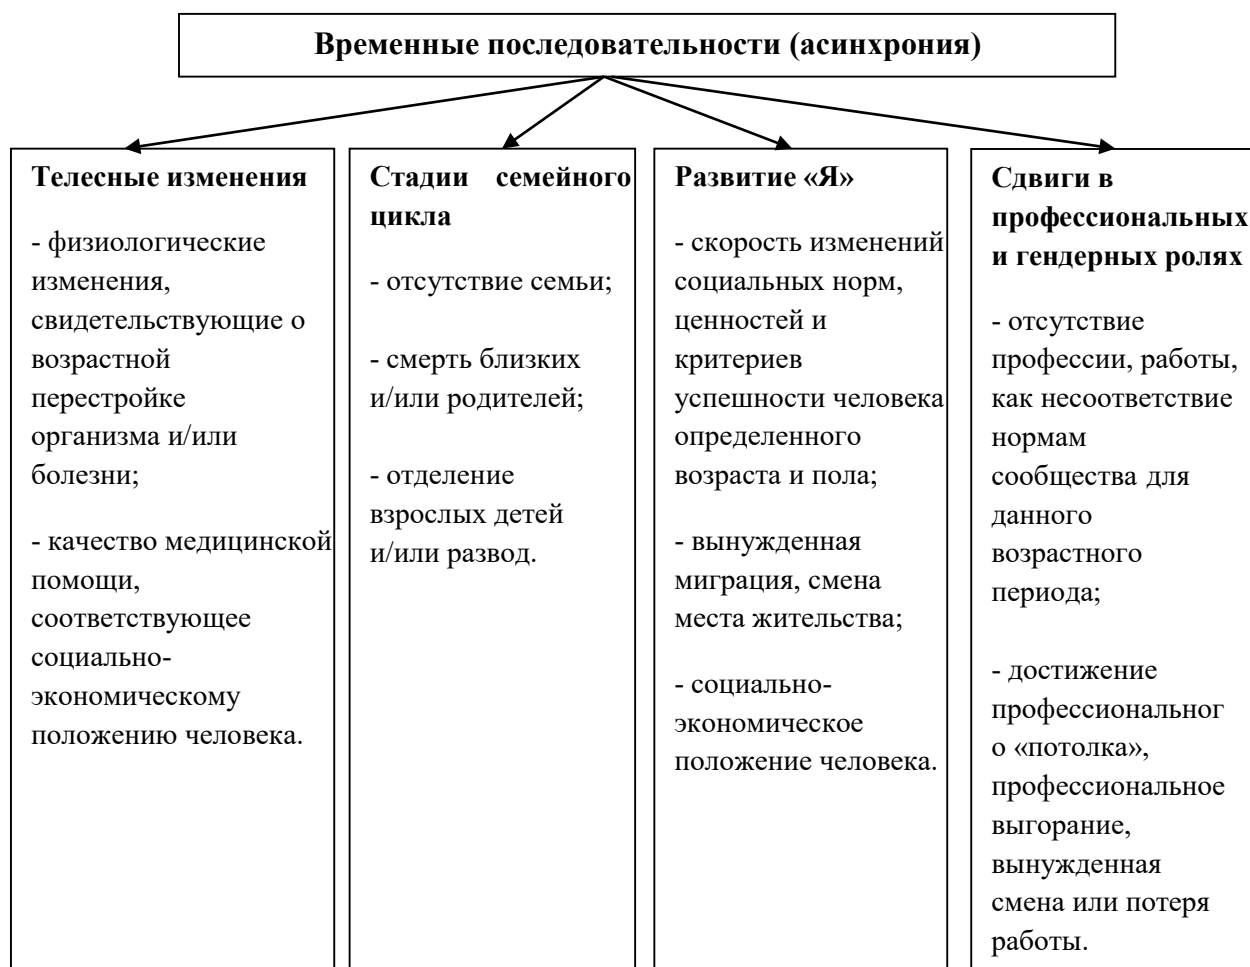 Временные последовательности (асинхрония)
Телесные изменения
- физиологические
изменения,
свидетельствующие о
возрастной
перестройке
организма и/или
болезни;
- качество медицинской
помощи,
соответствующее
социально-
экономическому
положению человека.
Стадии семейного
цикла
- отсутствие семьи;
- смерть близких
и/или родителей;
- отделение
взрослых детей
и/или развод.
Развитие «Я»
- скорость изменений
социальных норм,
ценностей и
критериев
успешности человека
определенного
возраста и пола;
- вынужденная
миграция, смена
места жительства;
- социально-
экономическое
положение человека.
Сдвиги в
профессиональных
и гендерных ролях
- отсутствие
профессии, работы,
как несоответствие
нормам
сообщества для
данного
возрастного
периода;
- достижение
профессиональног
о «потолка»,
профессиональное
выгорание,
вынужденная
смена или потеря
работы.